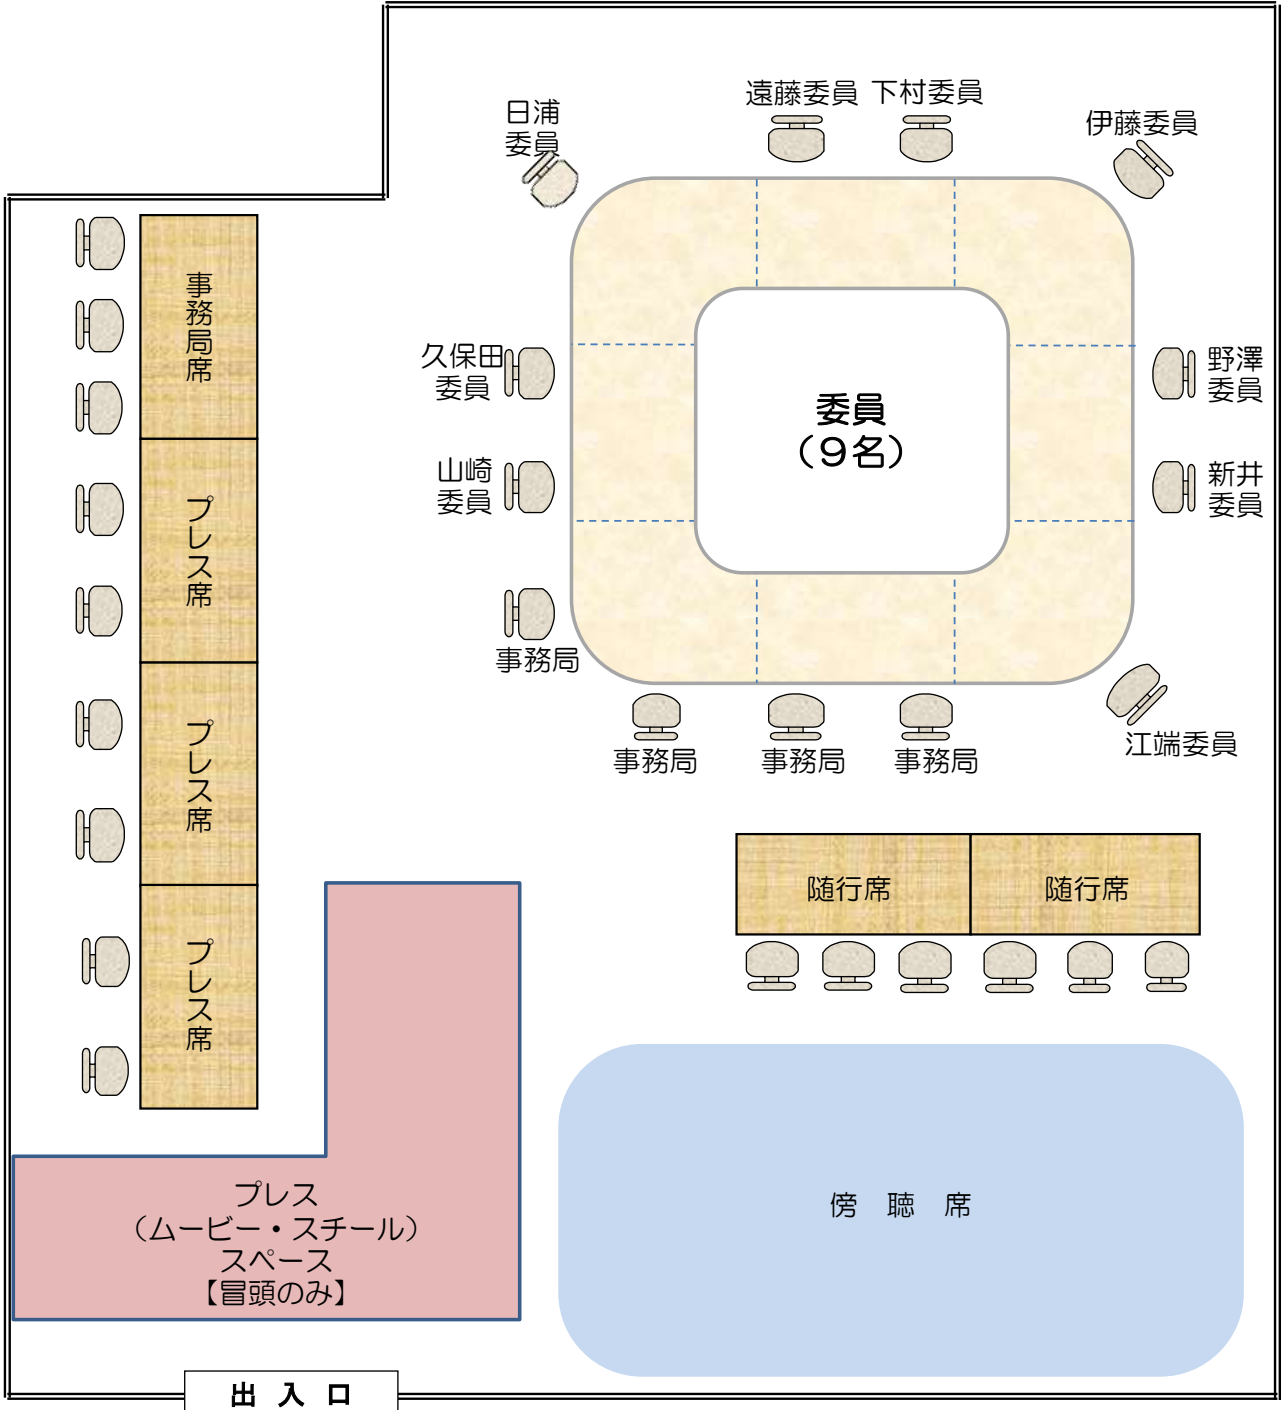 遠藤委員 下村委員
日浦
委員
伊藤委員
事務局席
久保田
委員
委員
（９名）
野澤
委員
山崎
委員
新井
委員
プレス席
事務局
事務局 事務局 事務局
江端委員
プレス席
随行席 随行席
プレス席
プレス
（ムービー・スチール）
スペース
【冒頭のみ】
傍 聴 席
出 入 口